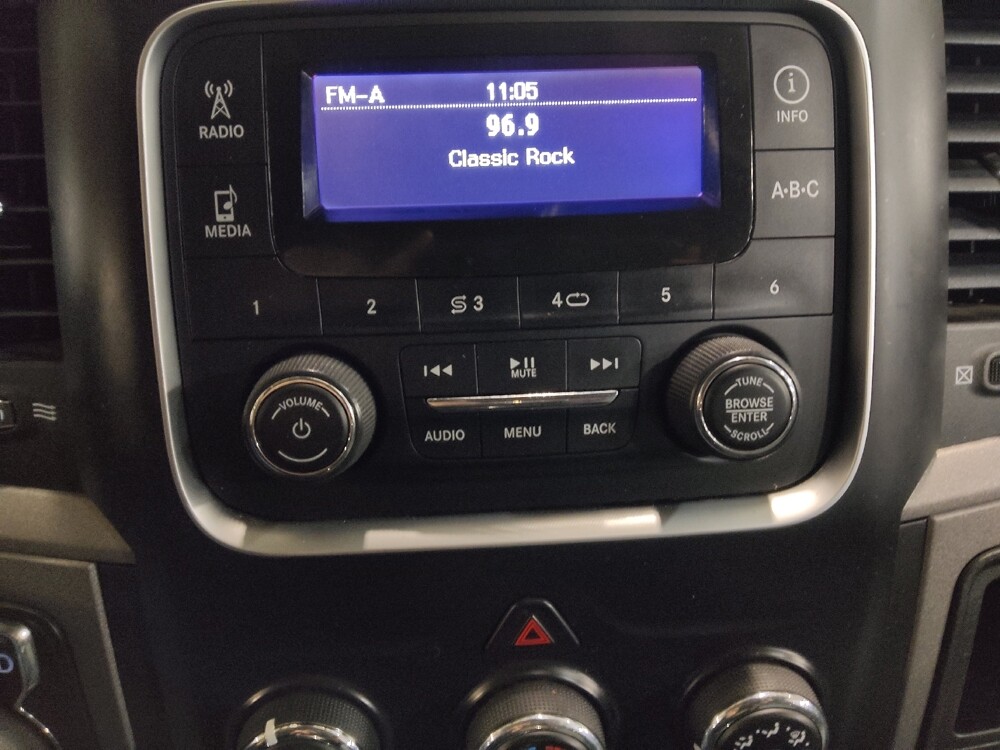 FM-A 11:05
96.9
Classic Rock
RADIO
MEDIA
i
INFO
A·B·C
1 2 3 4 5 6
MUTE
VOLUME
AUDIO MENU BACK
TUNE
BROWSE
ENTER
SCROLL
D